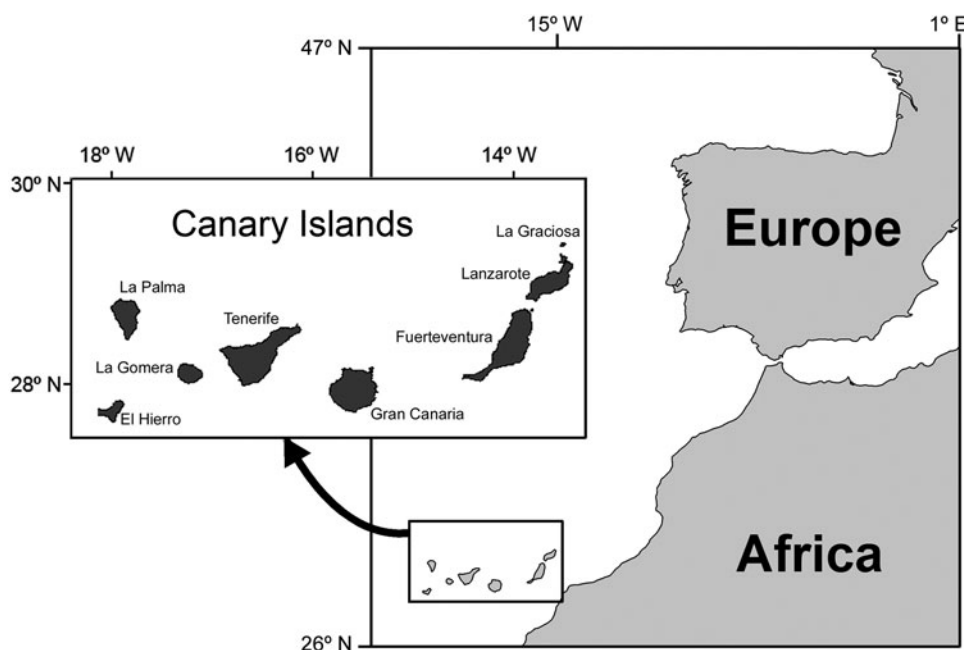 15º W
1º E
47º N
18º W
16º W
14º W
30º N
Canary Islands
Europe
La Graciosa
Lanzarote
La Palma
Tenerife
Fuerteventura
La Gomera
28º N
Gran Canaria
El Hierro
Africa
26º N